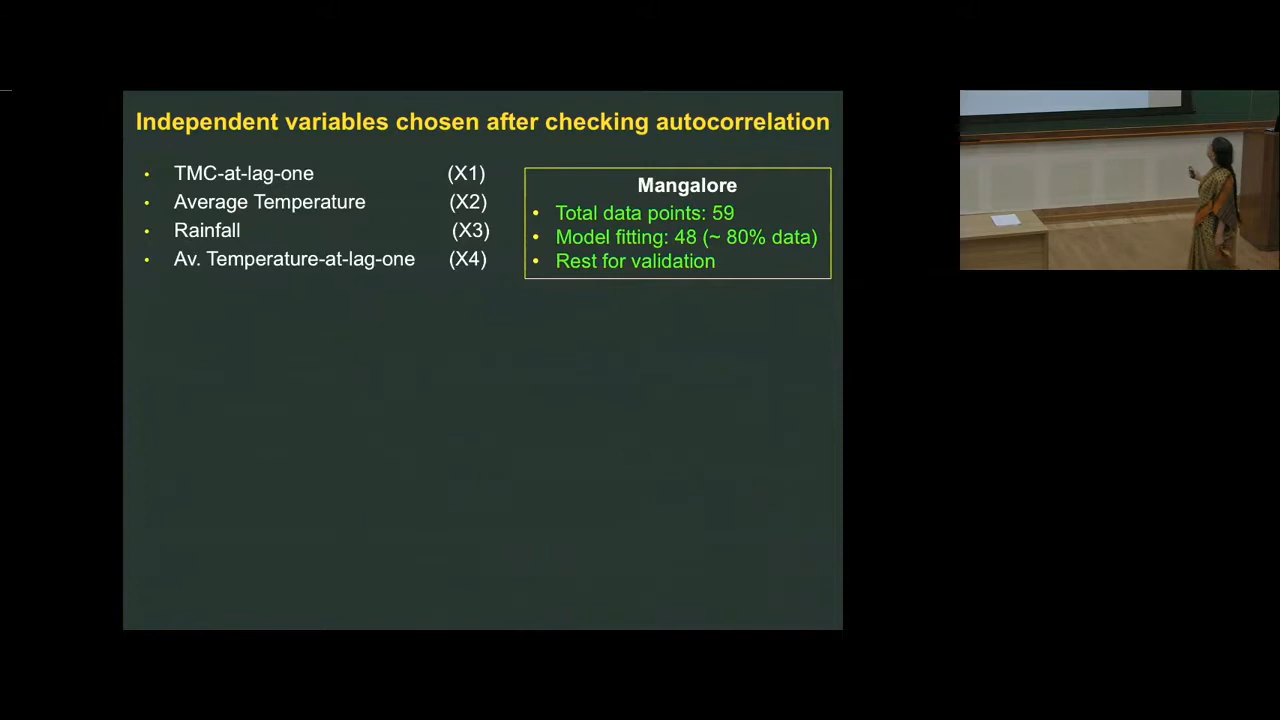 Independent variables chosen after checking autocorrelation
• TMC-at-lag-one (X1)
• Average Temperature (X2)
• Rainfall (X3)
• Av. Temperature-at-lag-one (X4)
Mangalore
• Total data points: 59
• Model fitting: 48 (~ 80% data)
• Rest for validation